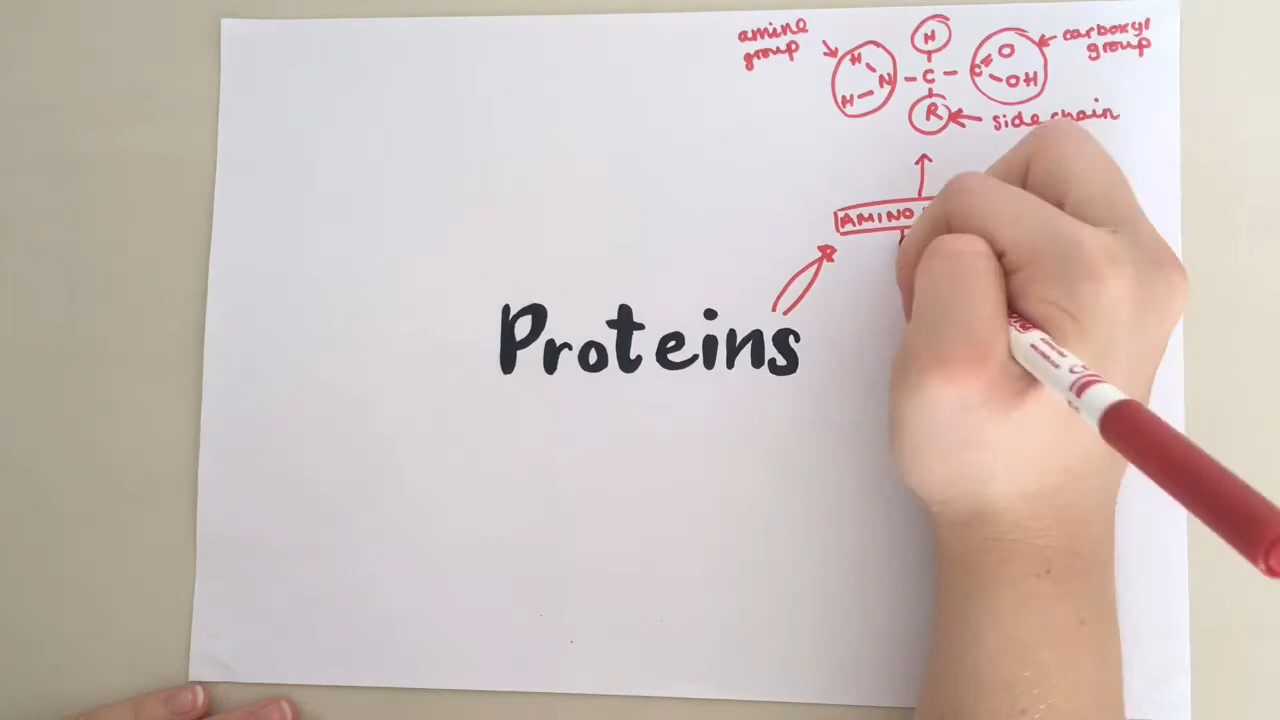 amine
group
H
H
N
C
H
R
C
O
OH
carboxyl
group
side chain
AMINO
Proteins